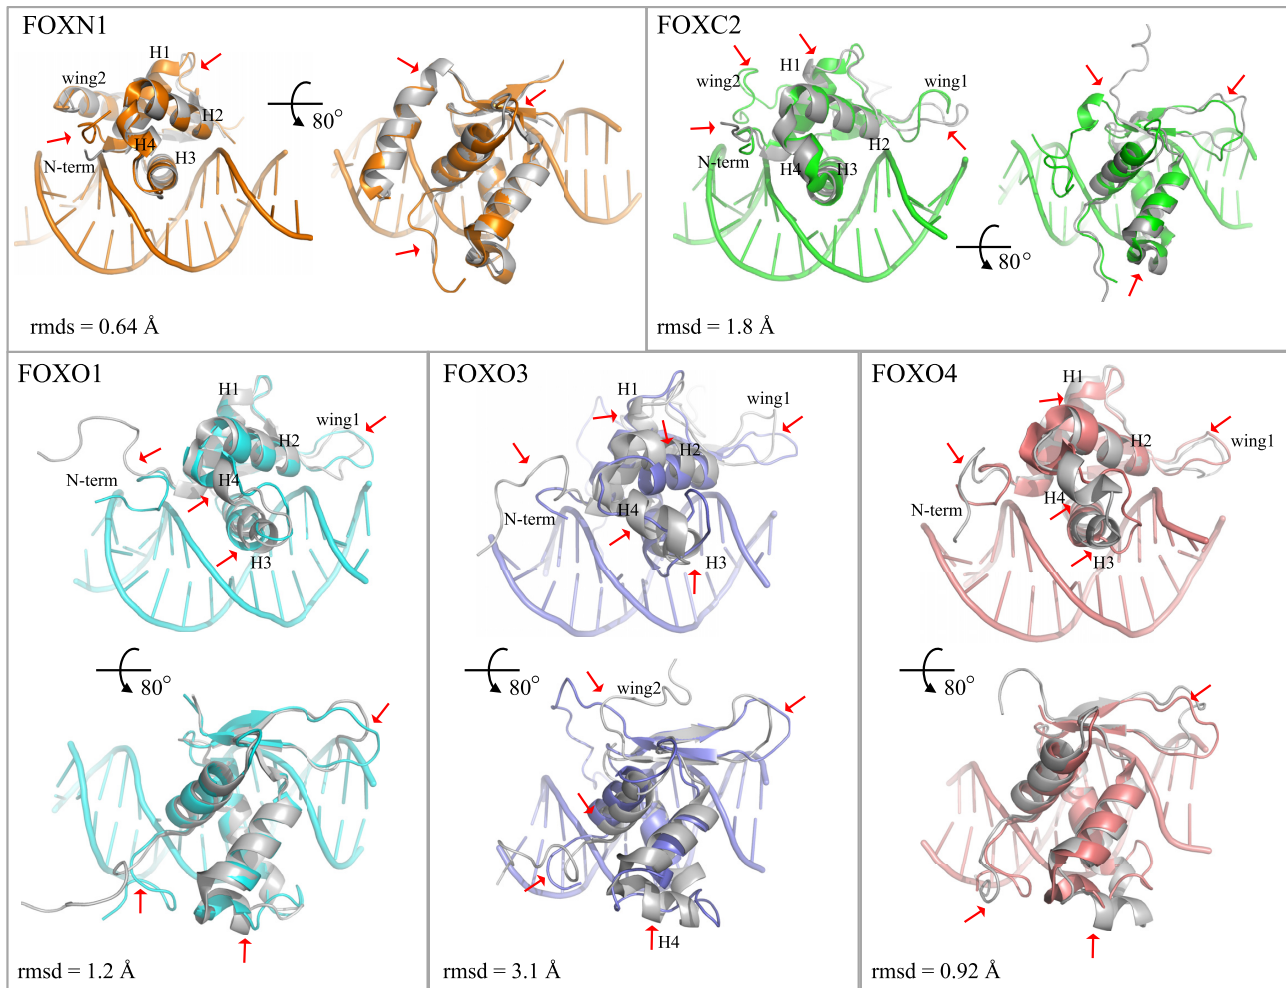 FOXN1
H1
wing2
H2
H4
H3
N-term
80°
rmds = 0.64 Å
FOXC2
H1
wing2
wing1
N-term
H2
H4
H3
80°
rmsd = 1.8 Å
FOXO1
H1
wing1
H2
N-term
H4
H3
80°
rmsd = 1.2 Å
FOXO3
H1
wing1
H2
H4
N-term
H3
80°
wing2
H4
rmsd = 3.1 Å
FOXO4
H1
H2
wing1
H4
N-term
H3
80°
rmsd = 0.92 Å